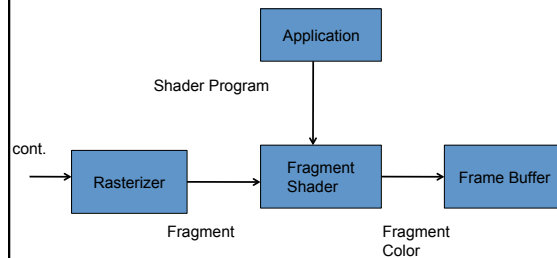 Application
Shader Program
cont.
Rasterizer
Fragment
Shader
Frame Buffer
Fragment
Fragment
Color